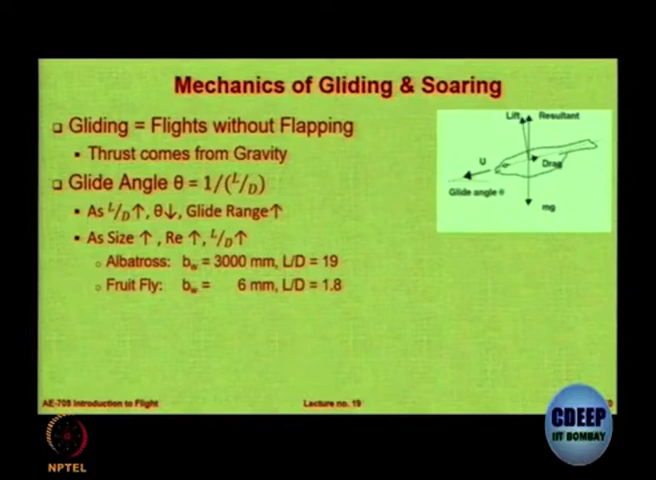 Mechanics of Gliding & Soaring
Gliding = Flights without Flapping
Thrust comes from Gravity
Glide Angle θ = 1/(L/D)
As L/D↑, θ↓, Glide Range↑
As Size ↑, Re ↑, L/D↑
Albatross: bw = 3000 mm, L/D = 19
Fruit Fly: bw = 6 mm, L/D = 1.8
Lift Resultant
U
Drag
Glide angle θ
mg
AE-705 Introduction to Flight
Lecture no. 19
CDEEP
IIT BOMBAY
NPTEL